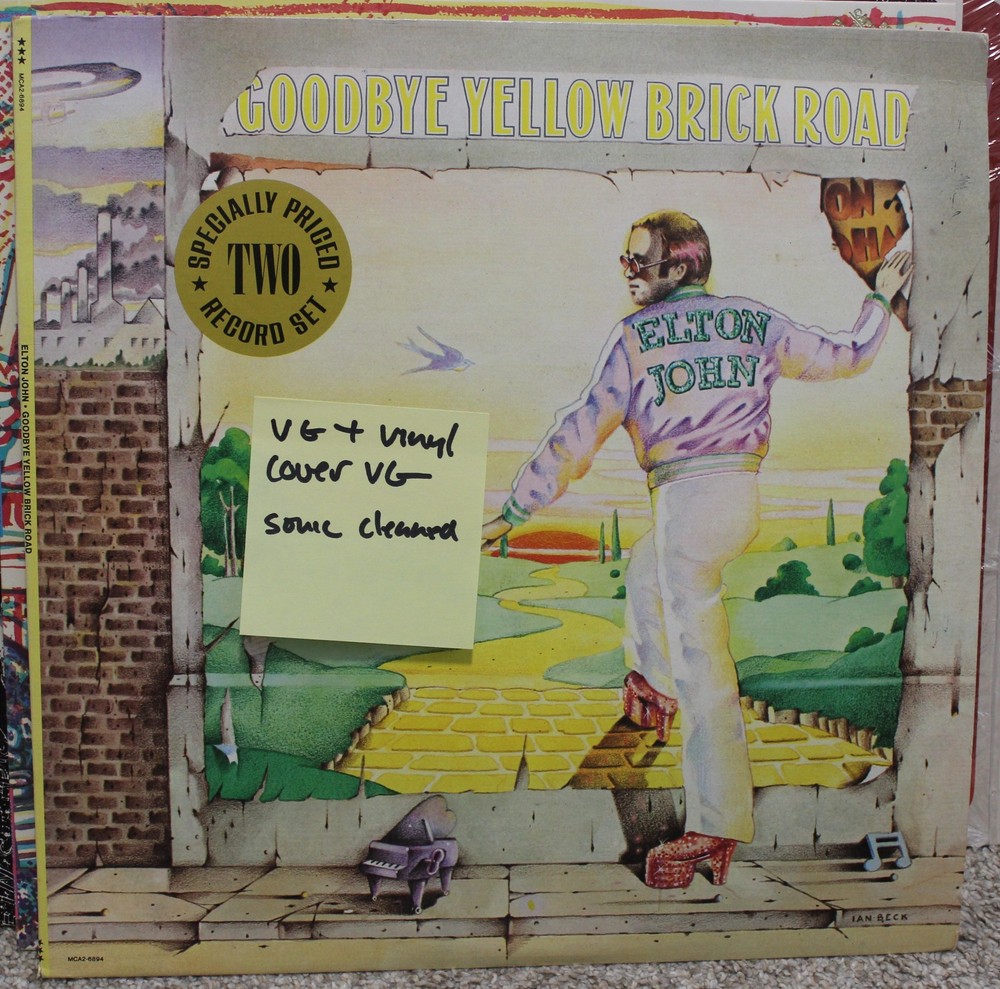 GOODBYE YELLOW BRICK ROAD
SPECIALLY PRICED
TWO
RECORD SET
ELTON
JOHN
VG + vinyl
cover VG
sonic cleaned
IAN BECK
MCA2-6894
ELTON JOHN • GOODBYE YELLOW BRICK ROAD
MCA2-6894